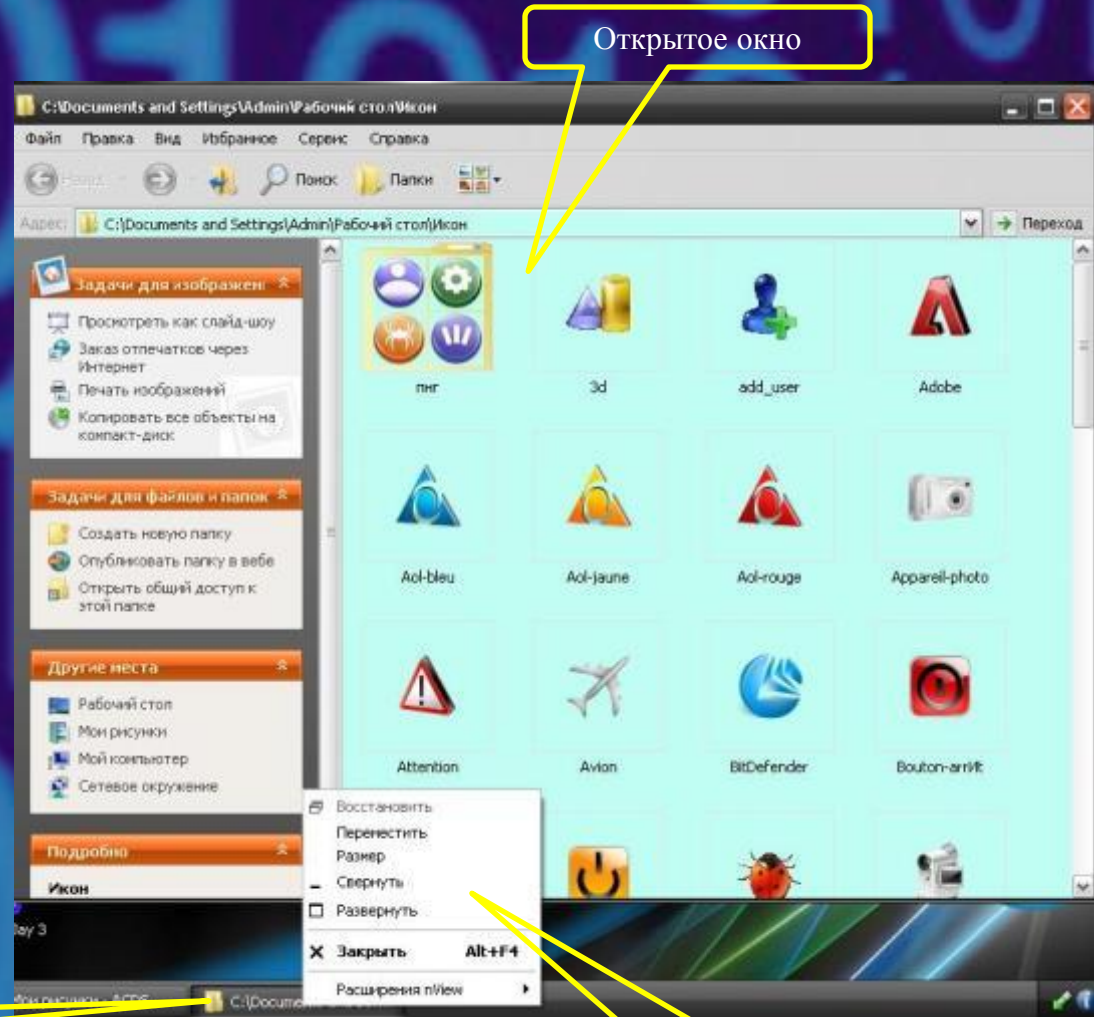 Открытое окно
C:\Documents and Settings\Admin\Рабочий стол\Икон
Файл Правка Вид Избранное Сервис Справка
Поиск Папки
Адрес: C:\Documents and Settings\Admin\Рабочий стол\Икон Переход
Задачи для изображен
Просмотреть как слайд-шоу
Заказ отпечатков через
Интернет
Печать изображений
Копировать все объекты на
компакт-диск
Задачи для файлов и папок
Создать новую папку
Опубликовать папку в вебе
Открыть общий доступ к
этой папке
Другие места
Рабочий стол
Мои рисунки
Мой компьютер
Сетевое окружение
Подробно
Икон
пнг 3d add_user Adobe
Aol-bleu Aol-jaune Aol-rouge Appareil-photo
Attention Avion BitDefender
Восстановить
Переместить
Размер
Свернуть
Развернуть
Закрыть Alt+F4
Расширения nView
ay 3
C:\Docume